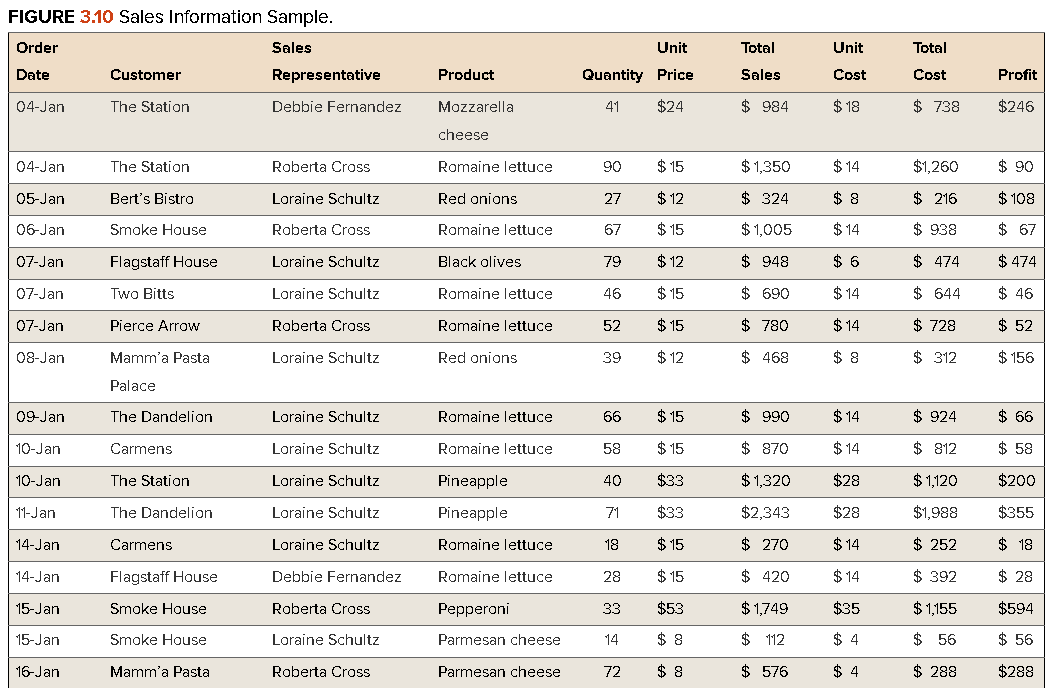 FIGURE 3.10 Sales Information Sample.
Order Sales Unit Total Unit Total
Date Customer Representative Product Quantity Price Sales Cost Cost Profit
04-Jan The Station Debbie Fernandez Mozzarella 41 $24 $ 984 $ 18 $ 738 $246
cheese
04-Jan The Station Roberta Cross Romaine lettuce 90 $ 15 $ 1,350 $ 14 $1,260 $ 90
05-Jan Bert's Bistro Loraine Schultz Red onions 27 $ 12 $ 324 $ 8 $ 216 $ 108
06-Jan Smoke House Roberta Cross Romaine lettuce 67 $ 15 $ 1,005 $ 14 $ 938 $ 67
07-Jan Flagstaff House Loraine Schultz Black olives 79 $ 12 $ 948 $ 6 $ 474 $ 474
07-Jan Two Bitts Loraine Schultz Romaine lettuce 46 $ 15 $ 690 $ 14 $ 644 $ 46
07-Jan Pierce Arrow Roberta Cross Romaine lettuce 52 $ 15 $ 780 $ 14 $ 728 $ 52
08-Jan Mamm'a Pasta Loraine Schultz Red onions 39 $ 12 $ 468 $ 8 $ 312 $ 156
Palace
09-Jan The Dandelion Loraine Schultz Romaine lettuce 66 $ 15 $ 990 $ 14 $ 924 $ 66
10-Jan Carmens Loraine Schultz Romaine lettuce 58 $ 15 $ 870 $ 14 $ 812 $ 58
10-Jan The Station Loraine Schultz Pineapple 40 $33 $ 1,320 $28 $ 1,120 $200
11-Jan The Dandelion Loraine Schultz Pineapple 71 $33 $2,343 $28 $1,988 $355
14-Jan Carmens Loraine Schultz Romaine lettuce 18 $ 15 $ 270 $ 14 $ 252 $ 18
14-Jan Flagstaff House Debbie Fernandez Romaine lettuce 28 $ 15 $ 420 $ 14 $ 392 $ 28
15-Jan Smoke House Roberta Cross Pepperoni 33 $53 $ 1,749 $35 $ 1,155 $594
15-Jan Smoke House Loraine Schultz Parmesan cheese 14 $ 8 $ 112 $ 4 $ 56 $ 56
16-Jan Mamm'a Pasta Roberta Cross Parmesan cheese 72 $ 8 $ 576 $ 4 $ 288 $288